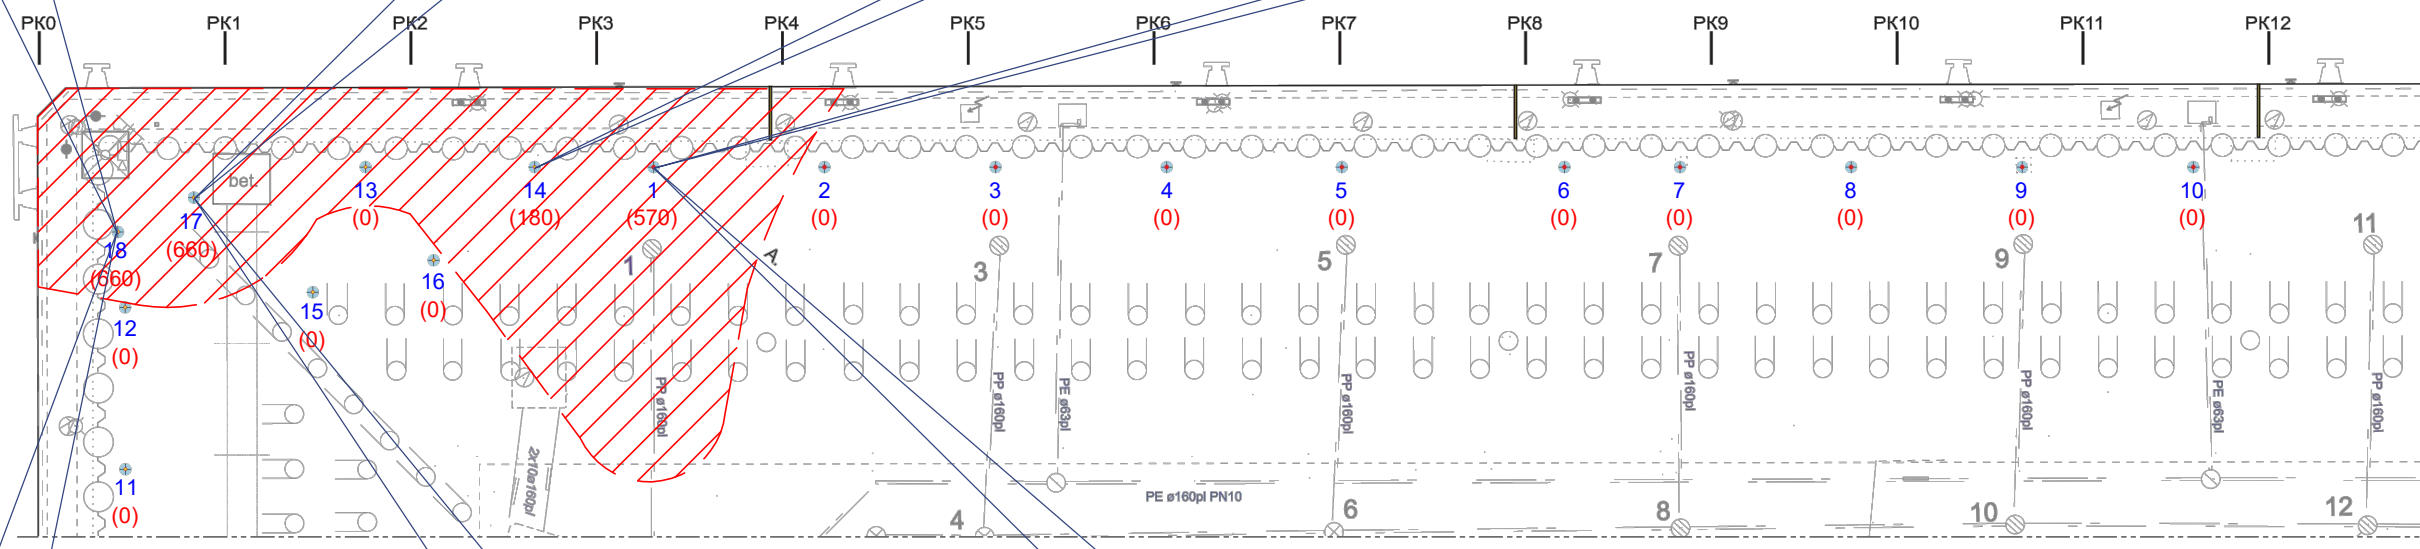 PK0 PK1 PK2 PK3 PK4 PK5 PK6 PK7 PK8 PK9 PK10 PK11 PK12
bet.
13 14 1 2 3 4 5 6 7 8 9 10
(0) (180) (570) (0) (0) (0) (0) (0) (0) (0) (0) (0)
17
(660)
18
(660)
16
(0)
15
(0)
12
(0)
11
(0)
A.
1 3 5 7 9 11
PP ø160pl
PP ø160pl
PE ø63pl
PP ø160pl
PP ø160pl
PP ø160pl
PE ø63pl
PP ø160pl
2x10ø160pl
PE ø160pl PN10
4 6 8 10 12